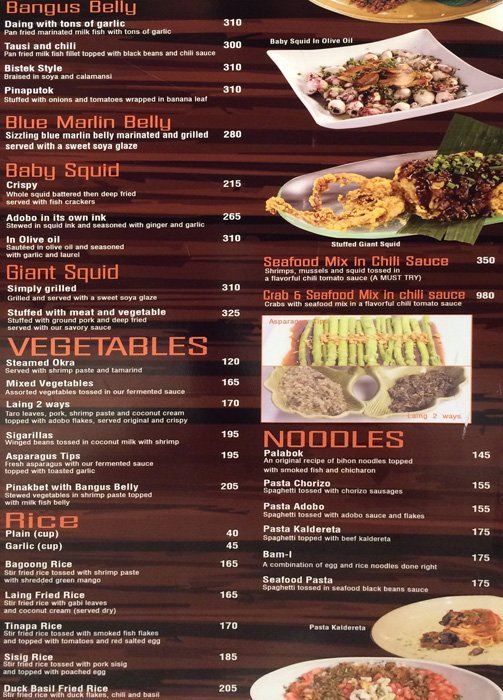 Bangus Belly
Daing with tons of garlic 310
Pan fried marinated milk fish with tons of garlic
Tausi and chili 300
Pan fried milk fish fillet topped with black beans and chili sauce
Bistek Style 310
Braised in soya and calamansi
Pinaputok 310
Stuffed with onions and tomatoes wrapped in banana leaf
Blue Marlin Belly
Sizzling blue marlin belly marinated and grilled 280
served with a sweet soya glaze
Baby Squid
Crispy 215
Whole squid battered then deep fried
served with fish crackers
Adobo in its own ink 265
Stewed in squid ink and seasoned with ginger and garlic
In Olive oil 310
Sautéed in olive oil and seasoned
with garlic and laurel
Giant Squid
Simply grilled 310
Grilled and served with a sweet soya glaze
Stuffed with meat and vegetable 325
Stuffed with ground pork and deep fried
served with our savory sauce
VEGETABLES
Steamed Okra 120
Served with shrimp paste and tamarind
Mixed Vegetables 165
Assorted vegetables tossed in our fermented sauce
Laing 2 ways 170
Taro leaves, pork, shrimp paste and coconut cream
topped with adobo flakes, served original and crispy
Sigarillas 195
Winged beans tossed in coconut milk with shrimp
Asparagus Tips 195
Fresh asparagus with our fermented sauce
topped with toasted garlic
Pinakbet with Bangus Belly 205
Stewed vegetables in shrimp paste topped
with milk fish belly
Rice
Plain (cup) 40
Garlic (cup) 45
Bagoong Rice 165
Stir fried rice tossed with shrimp paste
with shredded green mango
Laing Fried Rice 165
Stir fried rice with gabi leaves
and coconut cream (served dry)
Tinapa Rice 170
Stir fried rice tossed with smoked fish flakes
and topped with tomatoes and red salted egg
Sisig Rice 185
Stir fried rice tossed with pork sisig
and topped with poached egg
Duck Basil Fried Rice 205
Stir fried rice with duck flakes, chili and basil
Baby Squid In Olive Oil
Stuffed Giant Squid
Seafood Mix in Chili Sauce 350
Shrimps, mussels and squid tossed in
a flavorful chili tomato sauce (A MUST TRY)
Crab & Seafood Mix in chili sauce 980
Crabs with seafood mix in a flavorful chili tomato sauce
Asparagus Tips
Laing 2 ways
NOODLES
Palabok 145
An original recipe of bihon noodles topped
with smoked fish and chicharon
Pasta Chorizo 155
Spaghetti tossed with chorizo sausages
Pasta Adobo 155
Spaghetti tossed with adobo sauce and flakes
Pasta Kaldereta 175
Spaghetti topped with beef kaldereta
Bam-I 175
A combination of egg and rice noodles done right
Seafood Pasta 175
Spaghetti tossed in seafood black beans sauce
Pasta Kaldereta